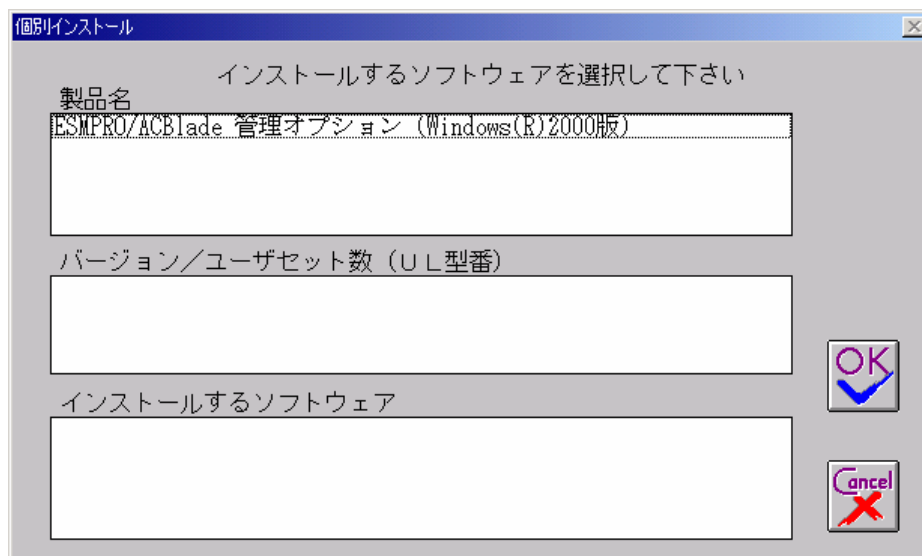 個別インストール
インストールするソフトウェアを選択して下さい
製品名
ESMPRO/ACBlade 管理オプション (Windows(R)2000版)
バージョン/ユーザセット数 (UL型番)
OK
インストールするソフトウェア
Cancel